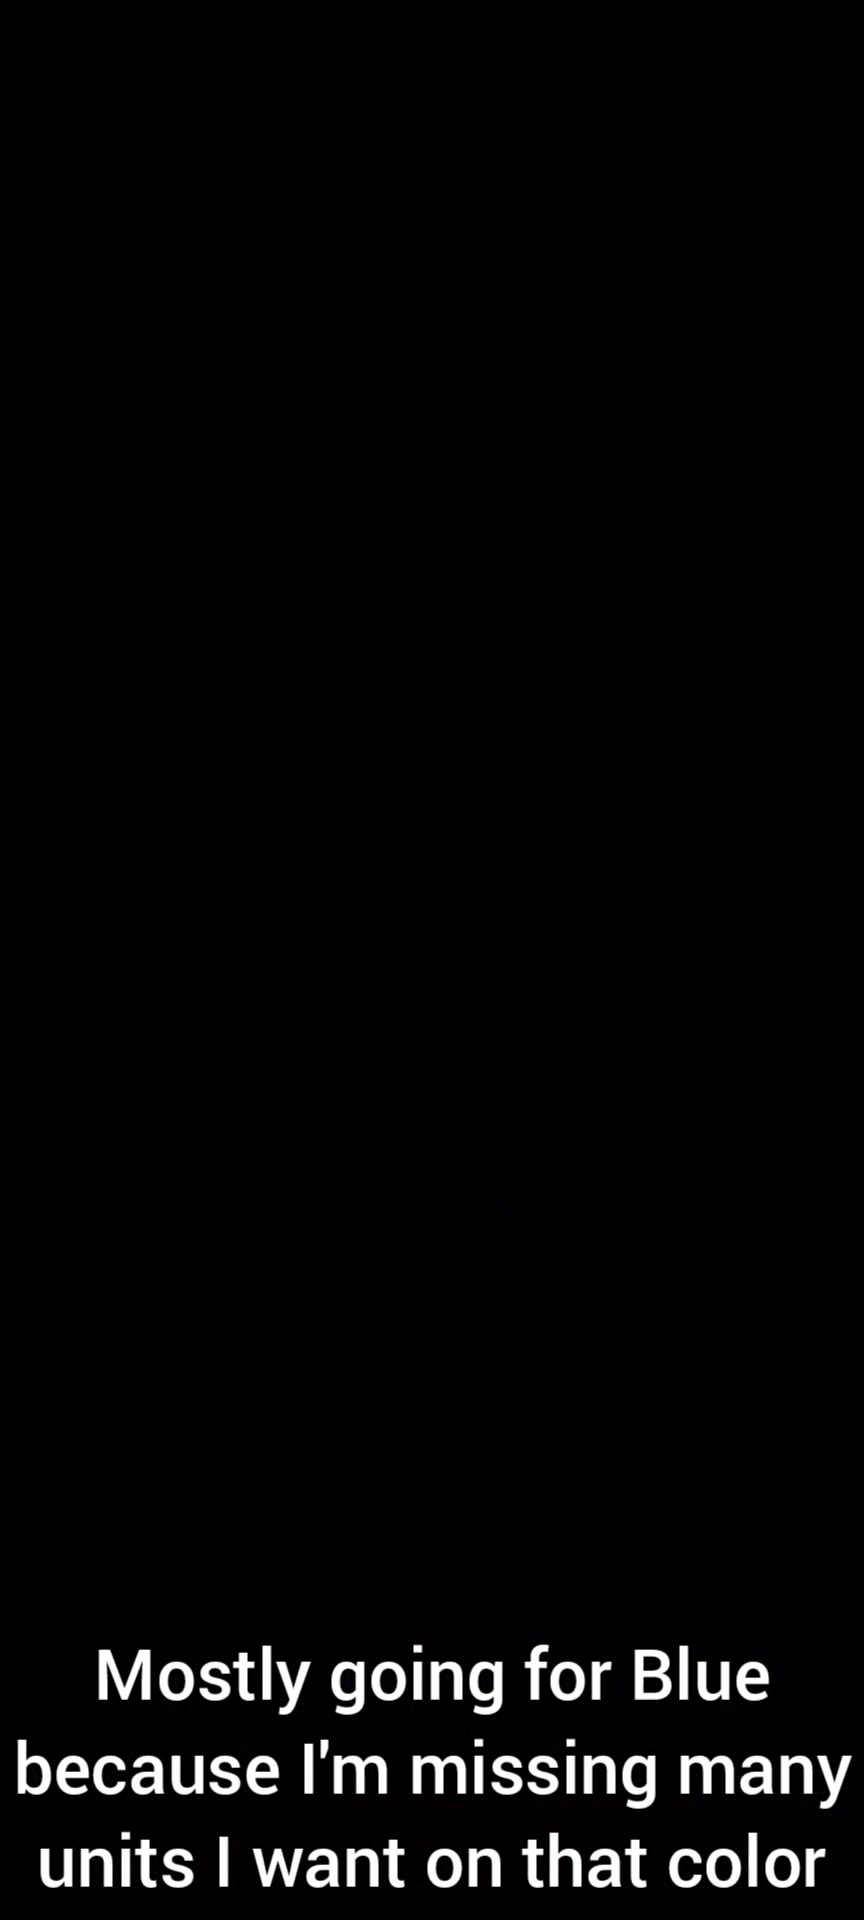 Mostly going for Blue
because I'm missing many
units I want on that color